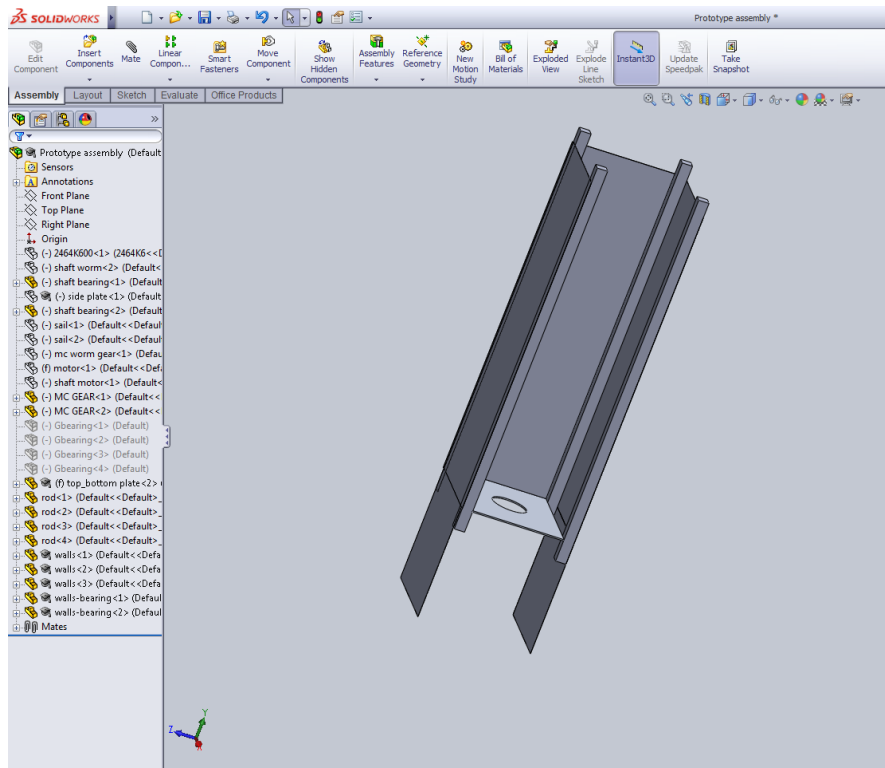 SOLIDWORKS
Prototype assembly *
Edit Component
Insert Components
Mate
Linear Compon...
Smart Fasteners
Move Component
Show Hidden Components
Assembly Features
Reference Geometry
New Motion Study
Bill of Materials
Exploded View
Explode Line Sketch
Instant3D
Update Speedpak
Take Snapshot
Assembly Layout Sketch Evaluate Office Products
Prototype assembly (Default
Sensors
Annotations
Front Plane
Top Plane
Right Plane
Origin
(-) 2464K600<1> (2464K6<<D
(-) shaft worm<2> (Default<
(-) shaft bearing<1> (Default
(-) side plate<1> (Default
(-) shaft bearing<2> (Default
(-) sail<1> (Default<<Defaul
(-) sail<2> (Default<<Defaul
(-) mc worm gear<1> (Defau
(f) motor<1> (Default<<Def
(-) shaft motor<1> (Default<
(-) MC GEAR<1> (Default<<
(-) MC GEAR<2> (Default<<
(-) Gbearing<1> (Default)
(-) Gbearing<2> (Default)
(-) Gbearing<3> (Default)
(-) Gbearing<4> (Default)
(f) top_bottom plate<2>
rod<1> (Default<<Default>_
rod<2> (Default<<Default>_
rod<3> (Default<<Default>_
rod<4> (Default<<Default>_
walls<1> (Default<<Defa
walls<2> (Default<<Defa
walls<3> (Default<<Defa
walls-bearing<1> (Defaul
walls-bearing<2> (Defaul
Mates
Y
Z
X